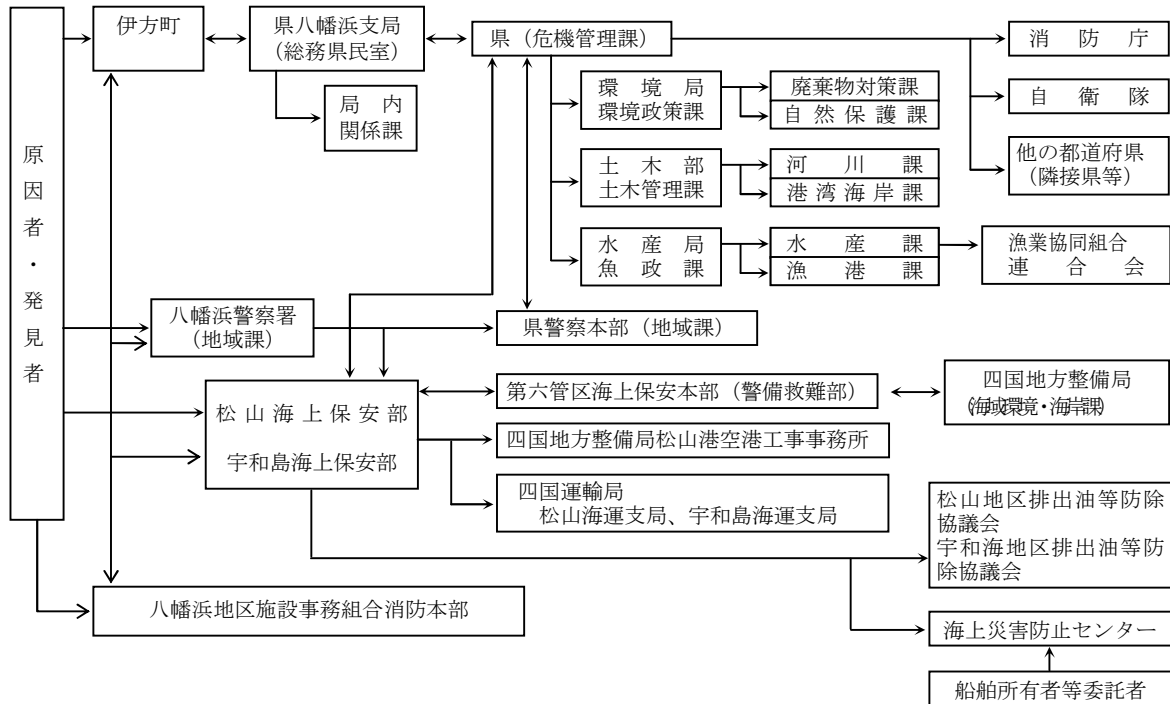 原因者・発見者
伊方町
県八幡浜支局
（総務県民室）
局内
関係課
県（危機管理課）
環境局
環境政策課
廃棄物対策課
自然保護課
土木部
土木管理課
河川課
港湾海岸課
水産局
魚政課
水産課
漁港課
漁業協同組合
連合会
消防庁
自衛隊
他の都道府県
（隣接県等）
八幡浜警察署
（地域課）
県警察本部（地域課）
松山海上保安部
宇和島海上保安部
第六管区海上保安本部（警備救難部）
四国地方整備局
（海域環境・海岸課）
四国地方整備局松山港空港工事事務所
四国運輸局
松山海運支局、宇和島海運支局
松山地区排出油等防除
協議会
宇和海地区排出油等防
除協議会
八幡浜地区施設事務組合消防本部
海上災害防止センター
船舶所有者等委託者